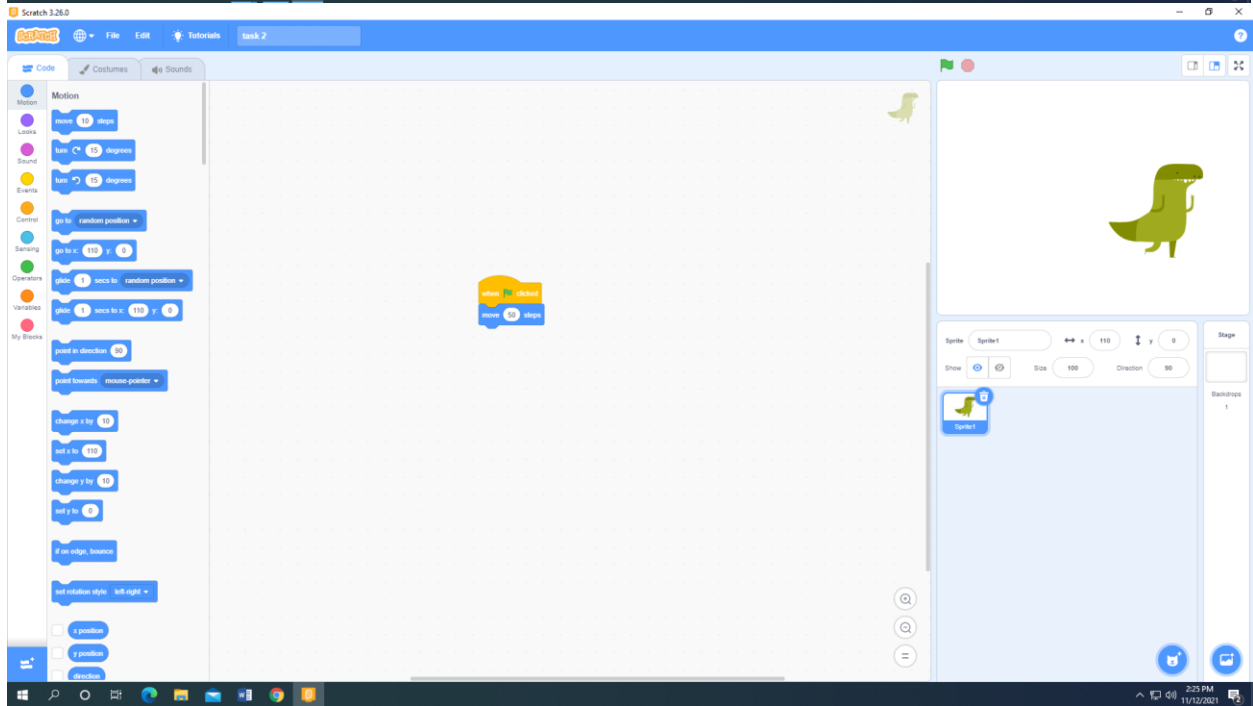 Scratch 3.26.0
SCRATCH File Edit Tutorials task 2
Code Costumes Sounds
Motion
Looks
Sound
Events
Control
Sensing
Operators
Variables
My Blocks
Motion
move 10 steps
turn 15 degrees
turn 15 degrees
go to random position
go to x: 110 y: 0
glide 1 secs to random position
glide 1 secs to x: 110 y: 0
point in direction 90
point towards mouse-pointer
change x by 10
set x to 110
change y by 10
set y to 0
if on edge, bounce
set rotation style left-right
x position
y position
direction
when clicked
move 50 steps
Sprite Sprite1 x 110 y 0
Show Size 100 Direction 90
Sprite1
Stage
Backdrops
1
2:25 PM
11/12/2021
2